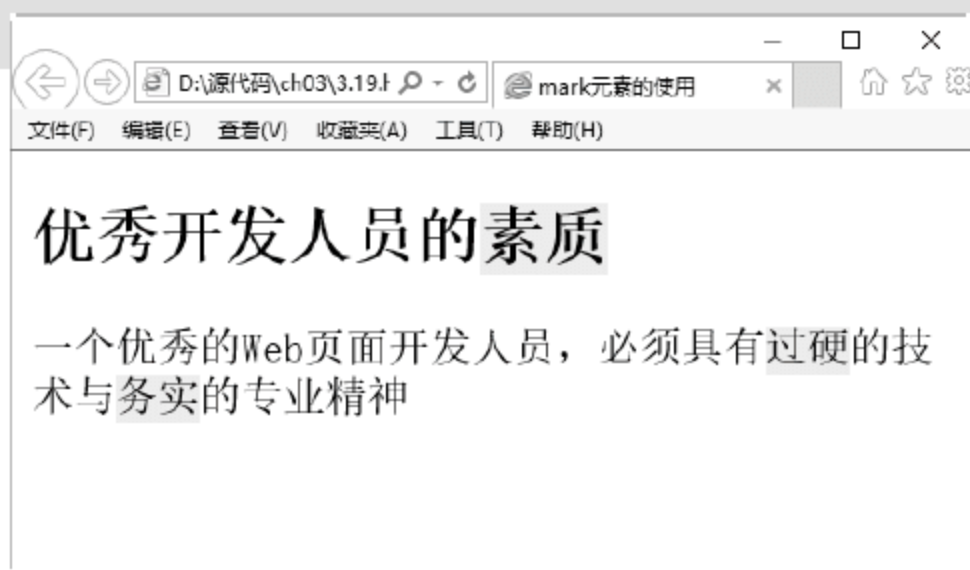 D:\源代码\ch03\3.19.h
mark元素的使用
文件(F) 编辑(E) 查看(V) 收藏夹(A) 工具(T) 帮助(H)
优秀开发人员的素质
一个优秀的Web页面开发人员，必须具有过硬的技
术与务实的专业精神